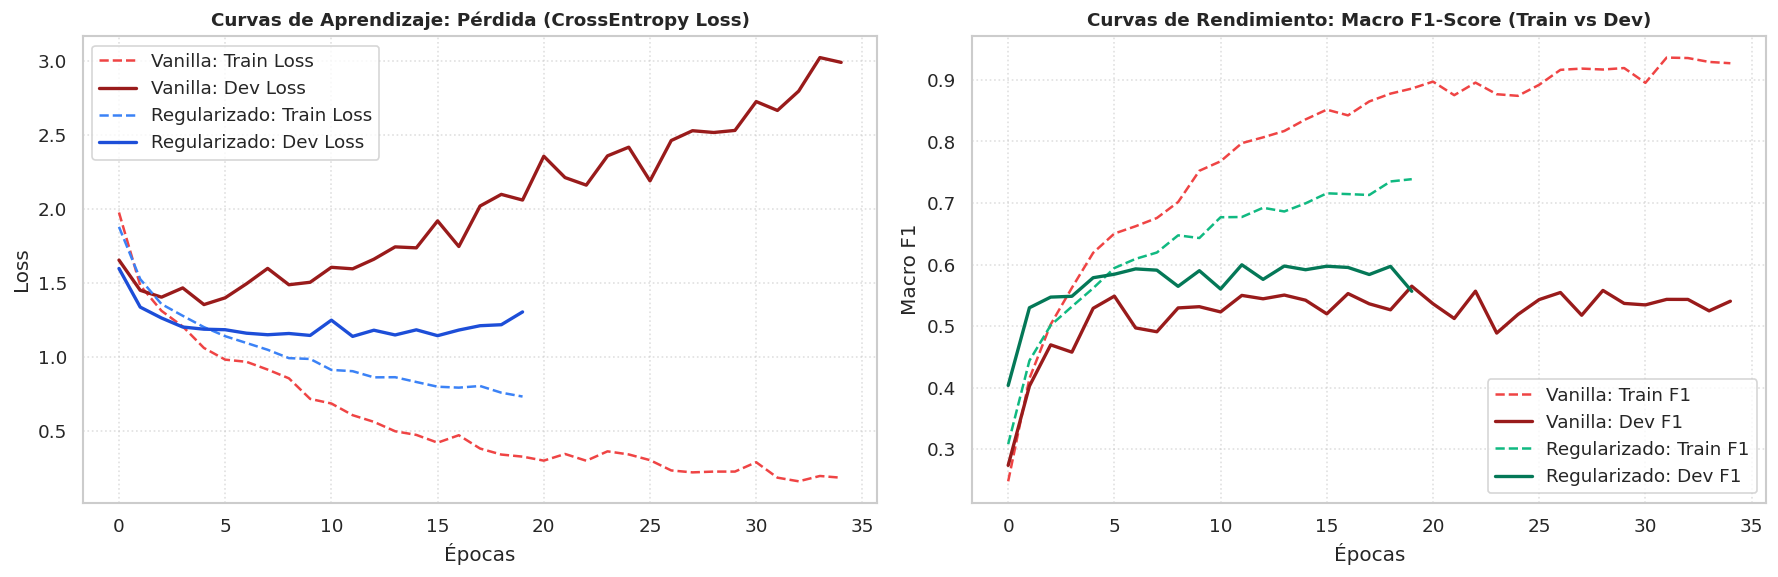 Curvas de Aprendizaje: Pérdida (CrossEntropy Loss)
Loss
3.0
2.5
2.0
1.5
1.0
0.5
Vanilla: Train Loss
Vanilla: Dev Loss
Regularizado: Train Loss
Regularizado: Dev Loss
0 5 10 15 20 25 30 35
Épocas
Curvas de Rendimiento: Macro F1-Score (Train vs Dev)
Macro F1
0.9
0.8
0.7
0.6
0.5
0.4
0.3
Vanilla: Train F1
Vanilla: Dev F1
Regularizado: Train F1
Regularizado: Dev F1
0 5 10 15 20 25 30 35
Épocas